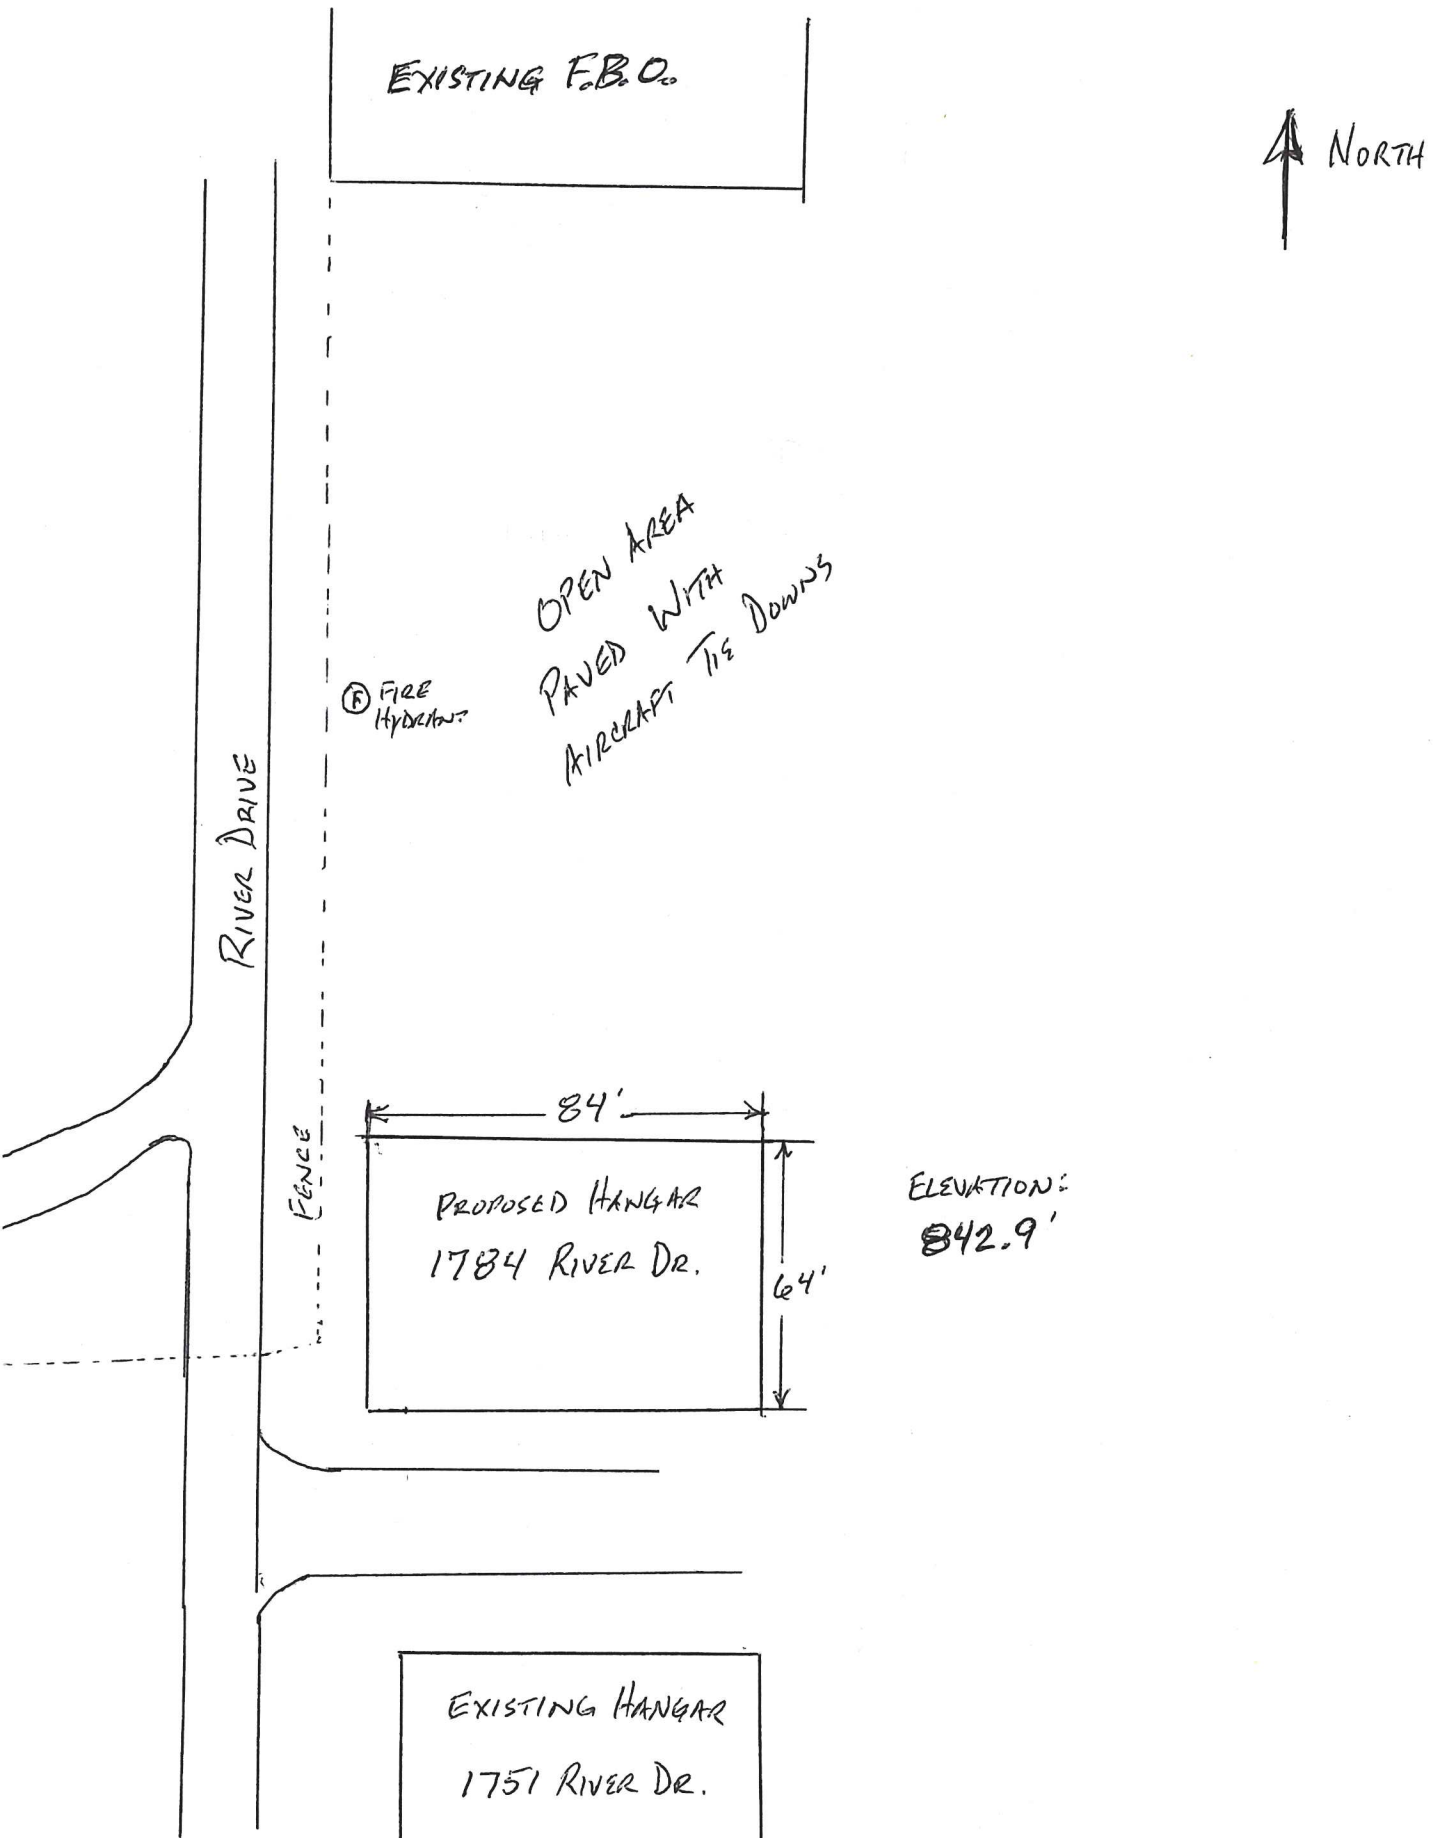 EXISTING F.B.O.
NORTH
OPEN AREA
PAVED WITH
AIRCRAFT TIE DOWNS
F
FIRE
HYDRANT
RIVER DRIVE
84'
FENCE
PROPOSED HANGAR
1784 RIVER DR.
64'
ELEVATION:
842.9'
EXISTING HANGAR
1751 RIVER DR.